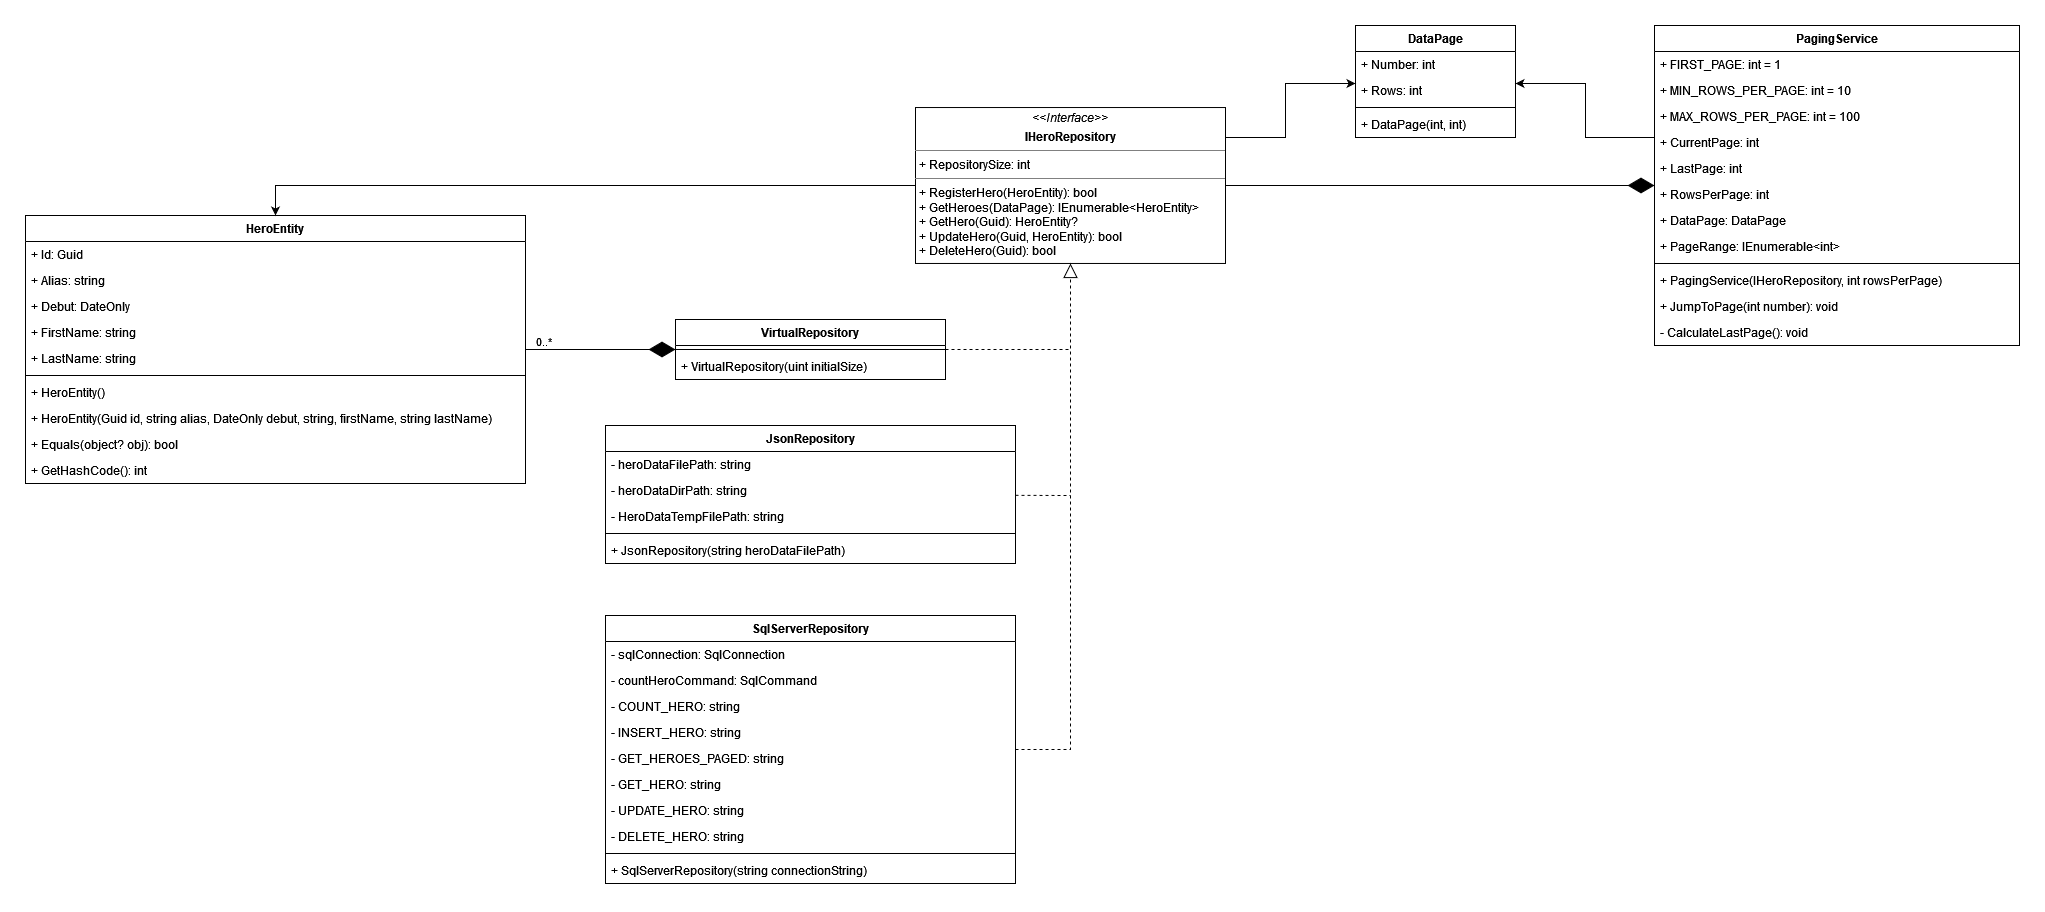 DataPage
+ Number: int
+ Rows: int
+ DataPage(int, int)
PagingService
+ FIRST_PAGE: int = 1
+ MIN_ROWS_PER_PAGE: int = 10
+ MAX_ROWS_PER_PAGE: int = 100
+ CurrentPage: int
+ LastPage: int
+ RowsPerPage: int
+ DataPage: DataPage
+ PageRange: IEnumerable<int>
+ PagingService(IHeroRepository, int rowsPerPage)
+ JumpToPage(int number): void
- CalculateLastPage(): void
<<Interface>>
IHeroRepository
+ RepositorySize: int
+ RegisterHero(HeroEntity): bool
+ GetHeroes(DataPage): IEnumerable<HeroEntity>
+ GetHero(Guid): HeroEntity?
+ UpdateHero(Guid, HeroEntity): bool
+ DeleteHero(Guid): bool
HeroEntity
+ Id: Guid
+ Alias: string
+ Debut: DateOnly
+ FirstName: string
+ LastName: string
+ HeroEntity()
+ HeroEntity(Guid id, string alias, DateOnly debut, string, firstName, string lastName)
+ Equals(object? obj): bool
+ GetHashCode(): int
0..*
VirtualRepository
+ VirtualRepository(uint initialSize)
JsonRepository
- heroDataFilePath: string
- heroDataDirPath: string
- HeroDataTempFilePath: string
+ JsonRepository(string heroDataFilePath)
SqlServerRepository
- sqlConnection: SqlConnection
- countHeroCommand: SqlCommand
- COUNT_HERO: string
- INSERT_HERO: string
- GET_HEROES_PAGED: string
- GET_HERO: string
- UPDATE_HERO: string
- DELETE_HERO: string
+ SqlServerRepository(string connectionString)